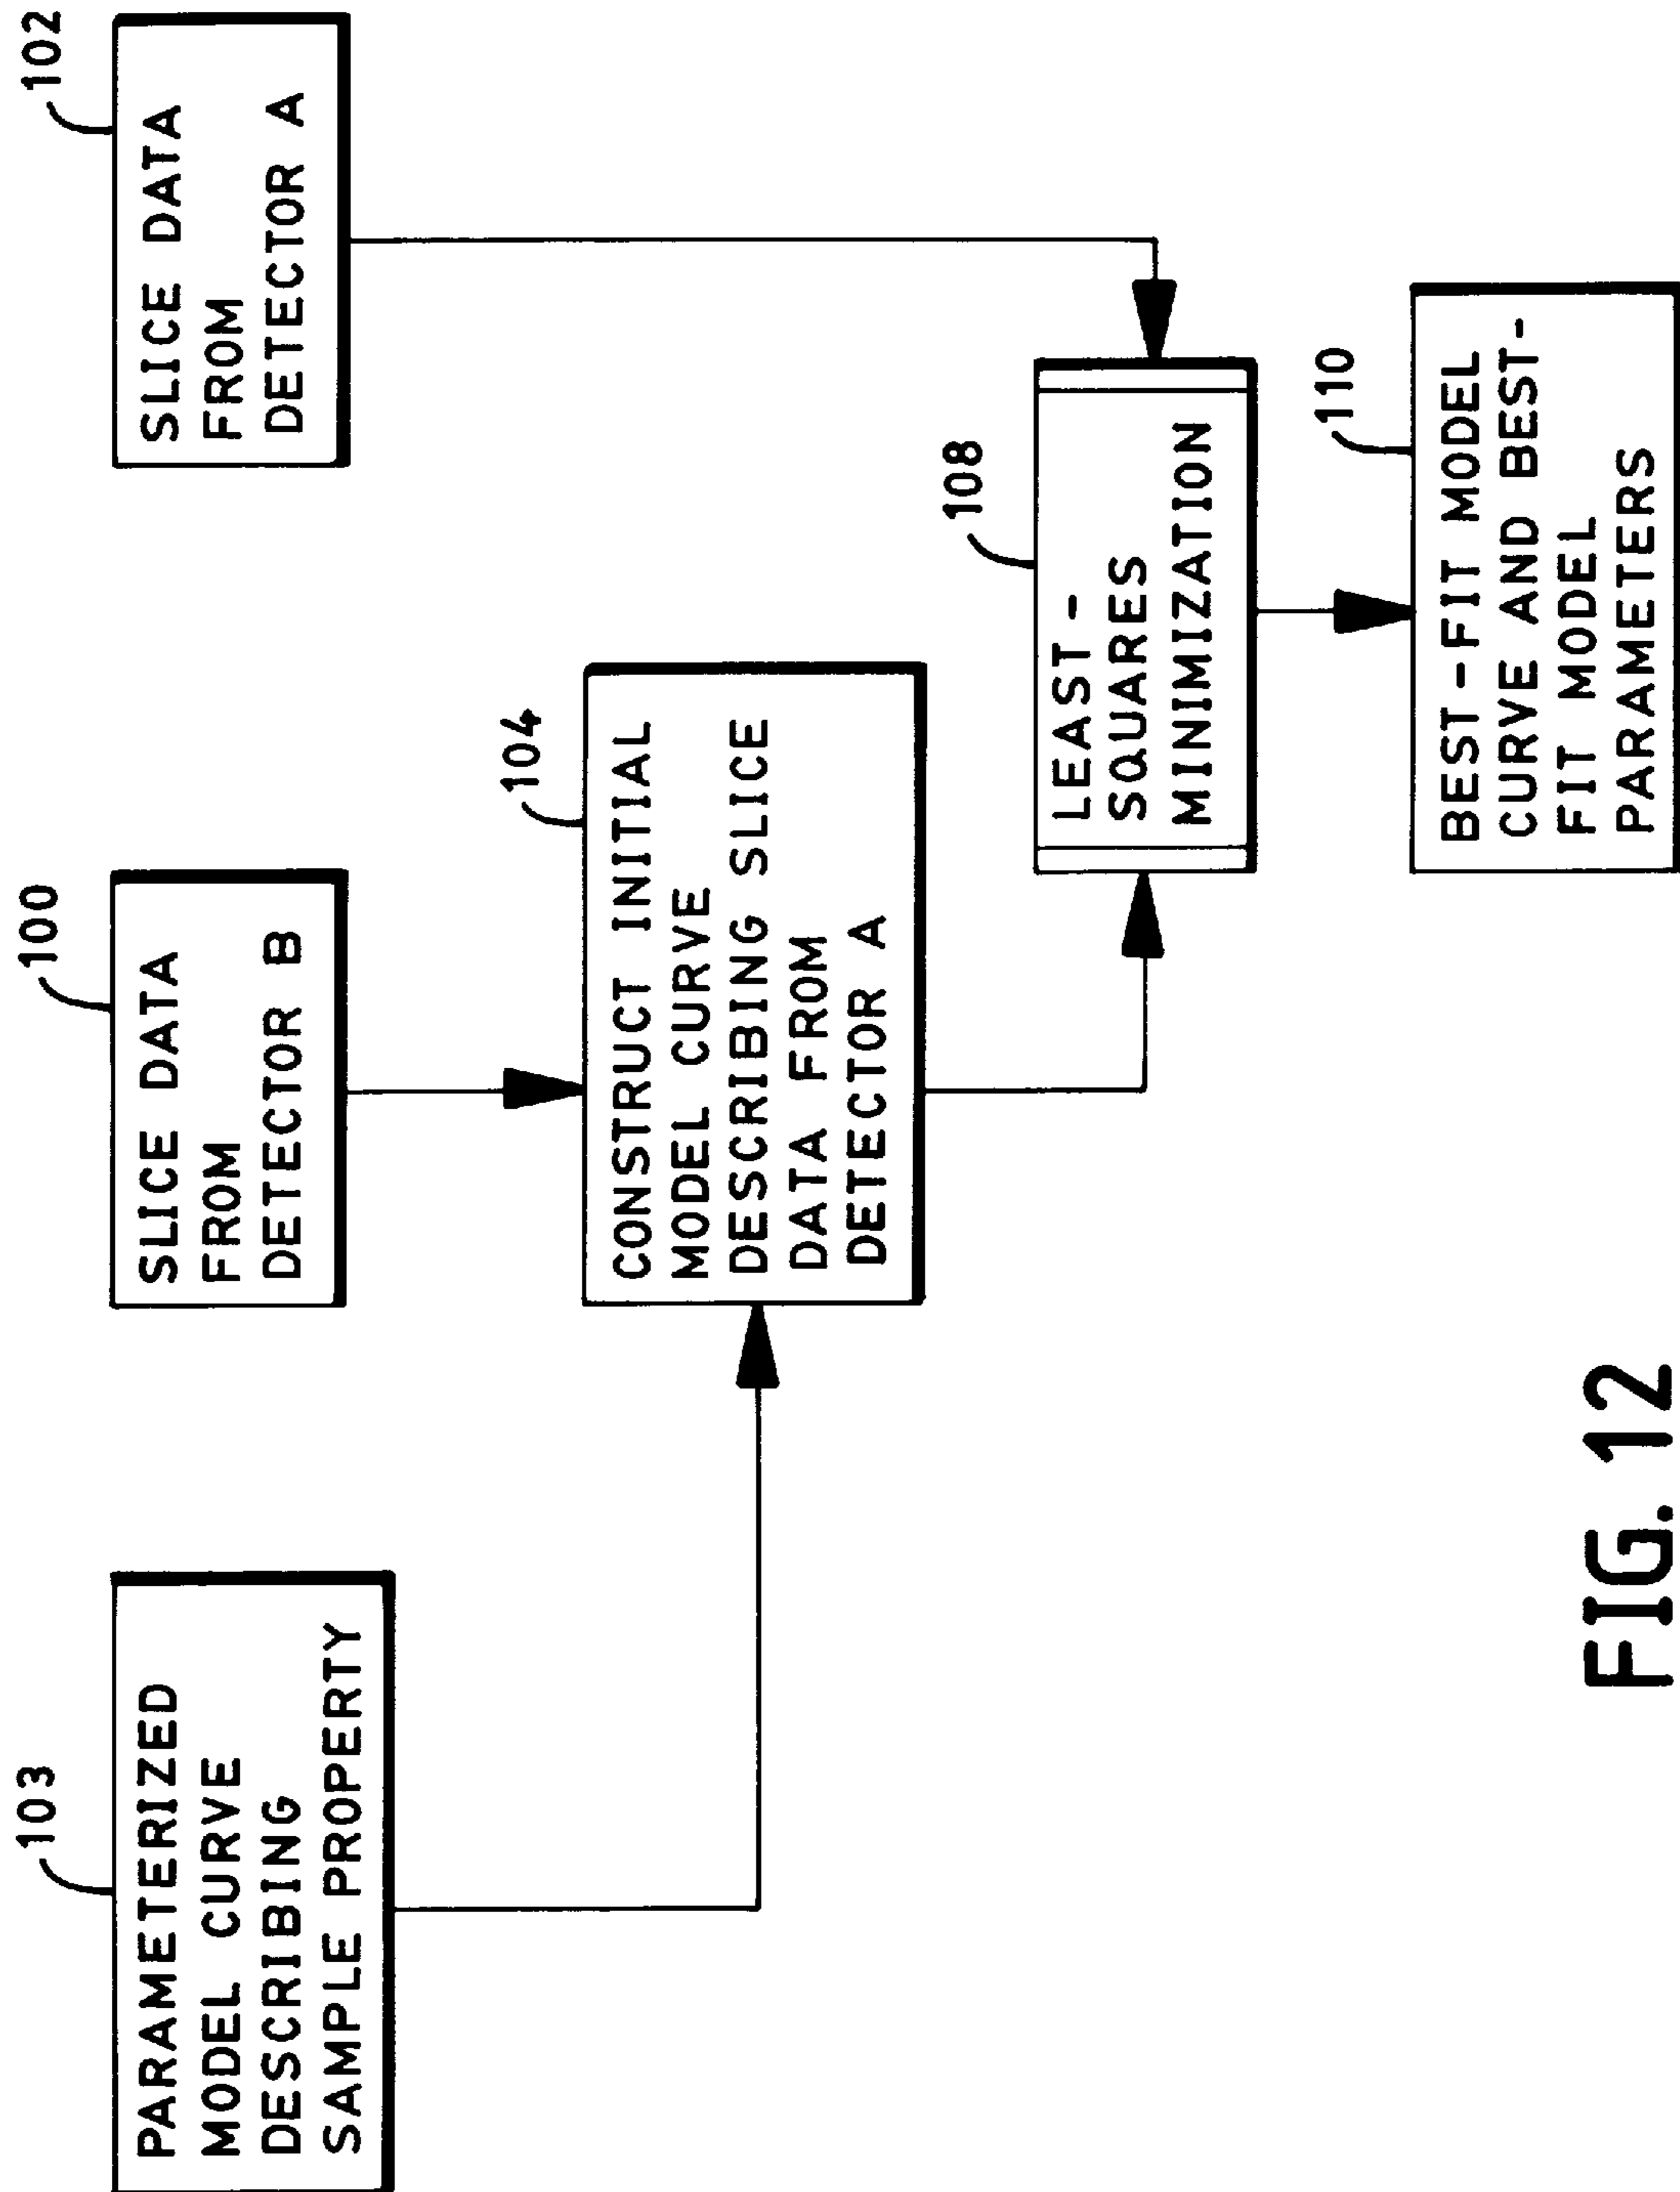 103
PARAMETERIZED
MODEL CURVE
DESCRIBING
SAMPLE PROPERTY
100
SLICE DATA
FROM
DETECTOR B
102
SLICE DATA
FROM
DETECTOR A
104
CONSTRUCT INITIAL
MODEL CURVE
DESCRIBING SLICE
DATA FROM
DETECTOR A
108
LEAST-
SQUARES
MINIMIZATION
110
BEST-FIT MODEL
CURVE AND BEST-
FIT MODEL
PARAMETERS
FIG. 12